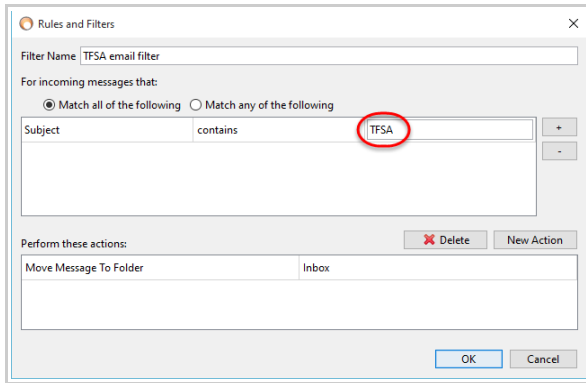 Rules and Filters
Filter Name TFSA email filter
For incoming messages that:
Match all of the following Match any of the following
Subject contains TFSA +
-
Perform these actions: Delete New Action
Move Message To Folder Inbox
OK Cancel